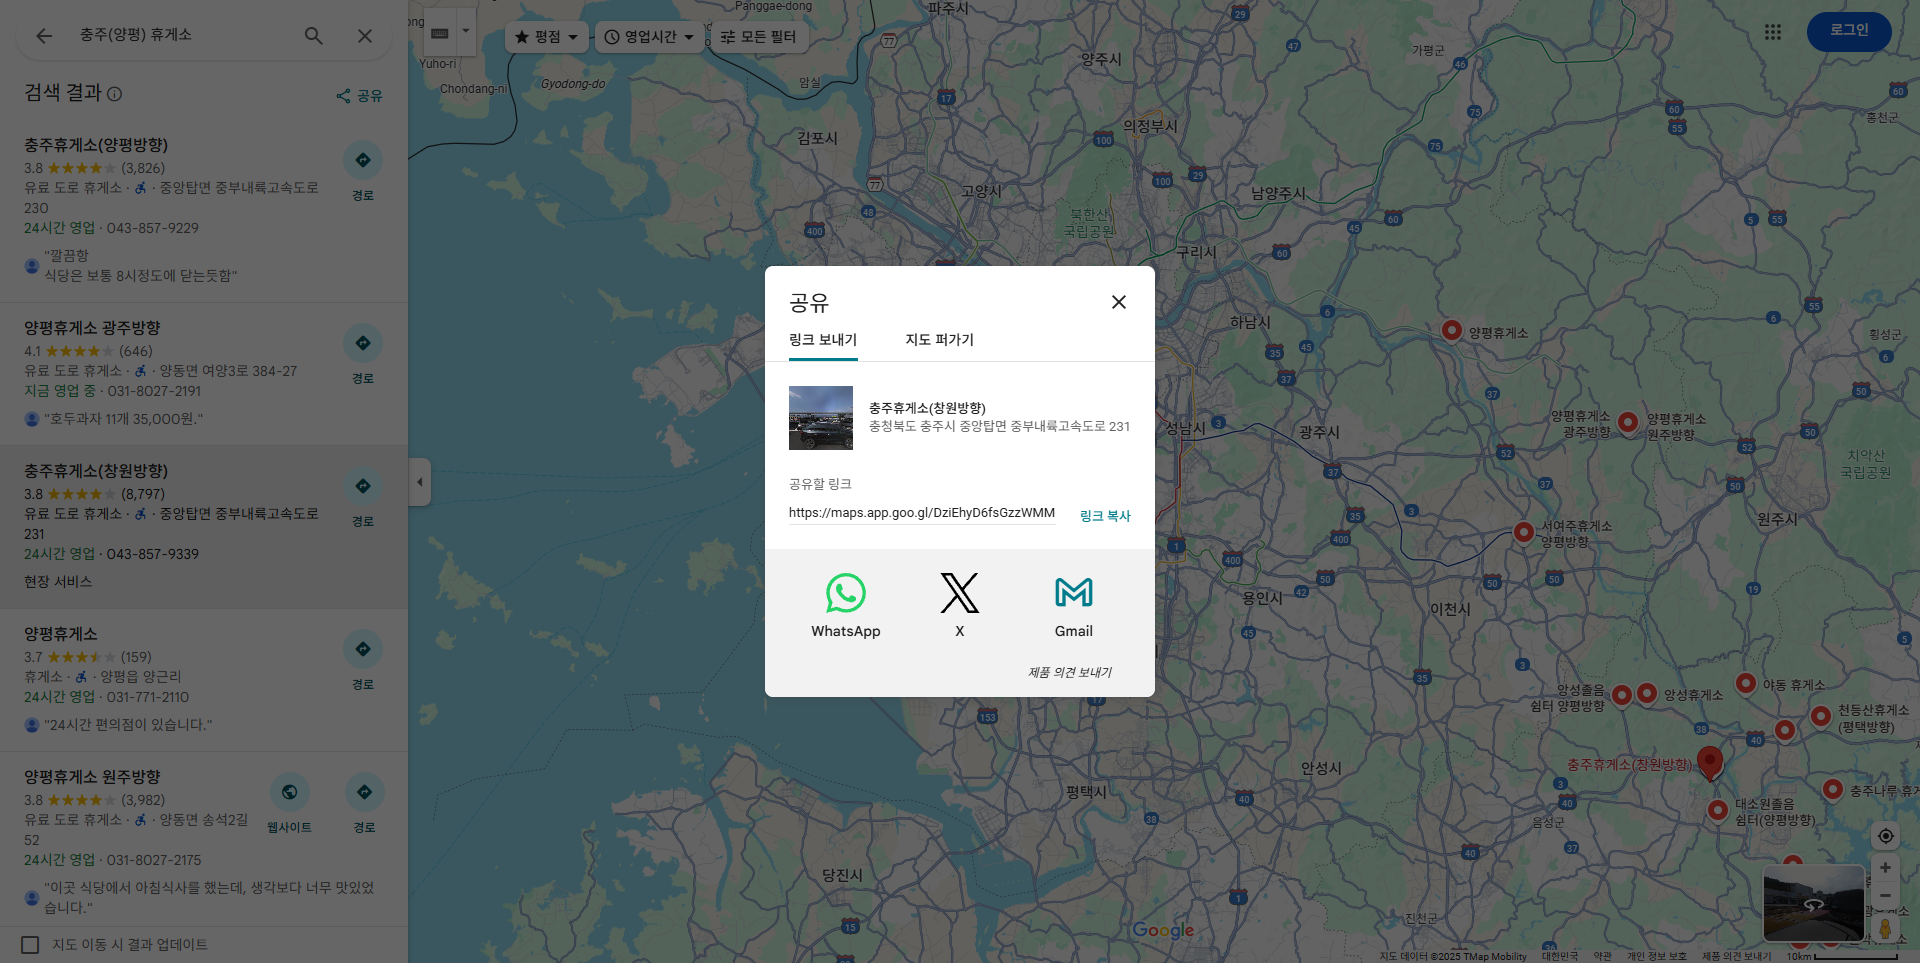 충주(양평) 휴게소
검색 결과
공유
충주휴게소(양평방향)
3.8 (3,826)
유료 도로 휴게소 · 중앙탑면 중부내륙고속도로
230
24시간 영업 · 043-857-9229
"깔끔항
식당은 보통 8시정도에 닫는듯함"
경로
양평휴게소 광주방향
4.1 (646)
유료 도로 휴게소 · 양동면 여양3로 384-27
지금 영업 중 · 031-8027-2191
"호두과자 11개 35,000원."
경로
충주휴게소(창원방향)
3.8 (8,797)
유료 도로 휴게소 · 중앙탑면 중부내륙고속도로
231
24시간 영업 · 043-857-9339
현장 서비스
경로
양평휴게소
3.7 (159)
휴게소 · 양평읍 양근리
24시간 영업 · 031-771-2110
"24시간 편의점이 있습니다."
경로
양평휴게소 원주방향
3.8 (3,982)
유료 도로 휴게소 · 양동면 송석2길
52
24시간 영업 · 031-8027-2175
"이곳 식당에서 아침식사를 했는데, 생각보다 너무 맛있었
습니다."
웹사이트
경로
지도 이동 시 결과 업데이트
평점
영업시간
모든 필터
로그인
공유
링크 보내기
지도 퍼가기
충주휴게소(창원방향)
충청북도 충주시 중앙탑면 중부내륙고속도로 231
공유할 링크
https://maps.app.goo.gl/DziEhyD6fsGzzWMM
링크 복사
WhatsApp
X
Gmail
제품 의견 보내기
Panggae-dong
파주시
Yuho-ri
Chondang-ni
Gyodong-do
암실
양주시
가평군
김포시
의정부시
홍천군
고양시
남양주시
북한산
국립공원
구리시
하남시
양평휴게소
횡성군
성남시
광주시
양평휴게소
광주방향
양평휴게소
원주방향
치악산
국립공원
서여주휴게소
양평방향
원주시
용인시
이천시
앙성졸음
쉼터 양평방향
앙성휴게소
야동 휴게소
천등산휴게소
(평택방향)
충주휴게소(창원방향)
안성시
평택시
대소원졸음
쉼터(양평방향)
충주나루 휴게
음성군
당진시
진천군
Google
지도 데이터 ©2025 TMap Mobility
대한민국
약관
개인 정보 보호
제품 의견 보내기
10km